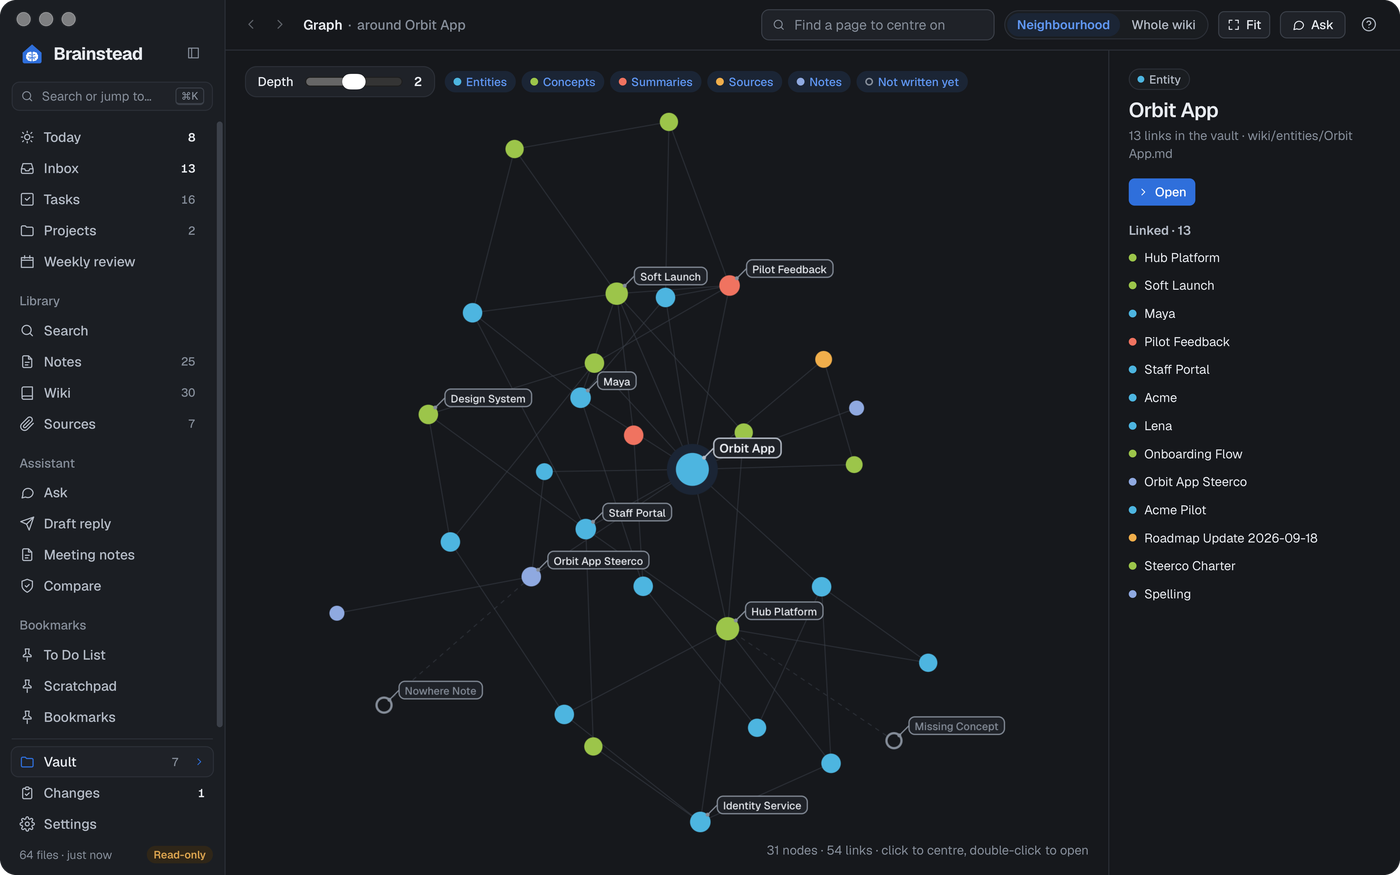 Brainstead
Search or jump to...
⌘K
Today 8
Inbox 13
Tasks 16
Projects 2
Weekly review
Library
Search
Notes 25
Wiki 30
Sources 7
Assistant
Ask
Draft reply
Meeting notes
Compare
Bookmarks
To Do List
Scratchpad
Bookmarks
Vault 7
Changes 1
Settings
64 files · just now
Read-only
Graph · around Orbit App
Find a page to centre on
Neighbourhood
Whole wiki
Fit
Ask
Depth 2
Entities
Concepts
Summaries
Sources
Notes
Not written yet
Soft Launch
Pilot Feedback
Maya
Design System
Orbit App
Staff Portal
Orbit App Steerco
Hub Platform
Nowhere Note
Missing Concept
Identity Service
31 nodes · 54 links · click to centre, double-click to open
Entity
Orbit App
13 links in the vault · wiki/entities/Orbit
App.md
Open
Linked · 13
Hub Platform
Soft Launch
Maya
Pilot Feedback
Staff Portal
Acme
Lena
Onboarding Flow
Orbit App Steerco
Acme Pilot
Roadmap Update 2026-09-18
Steerco Charter
Spelling